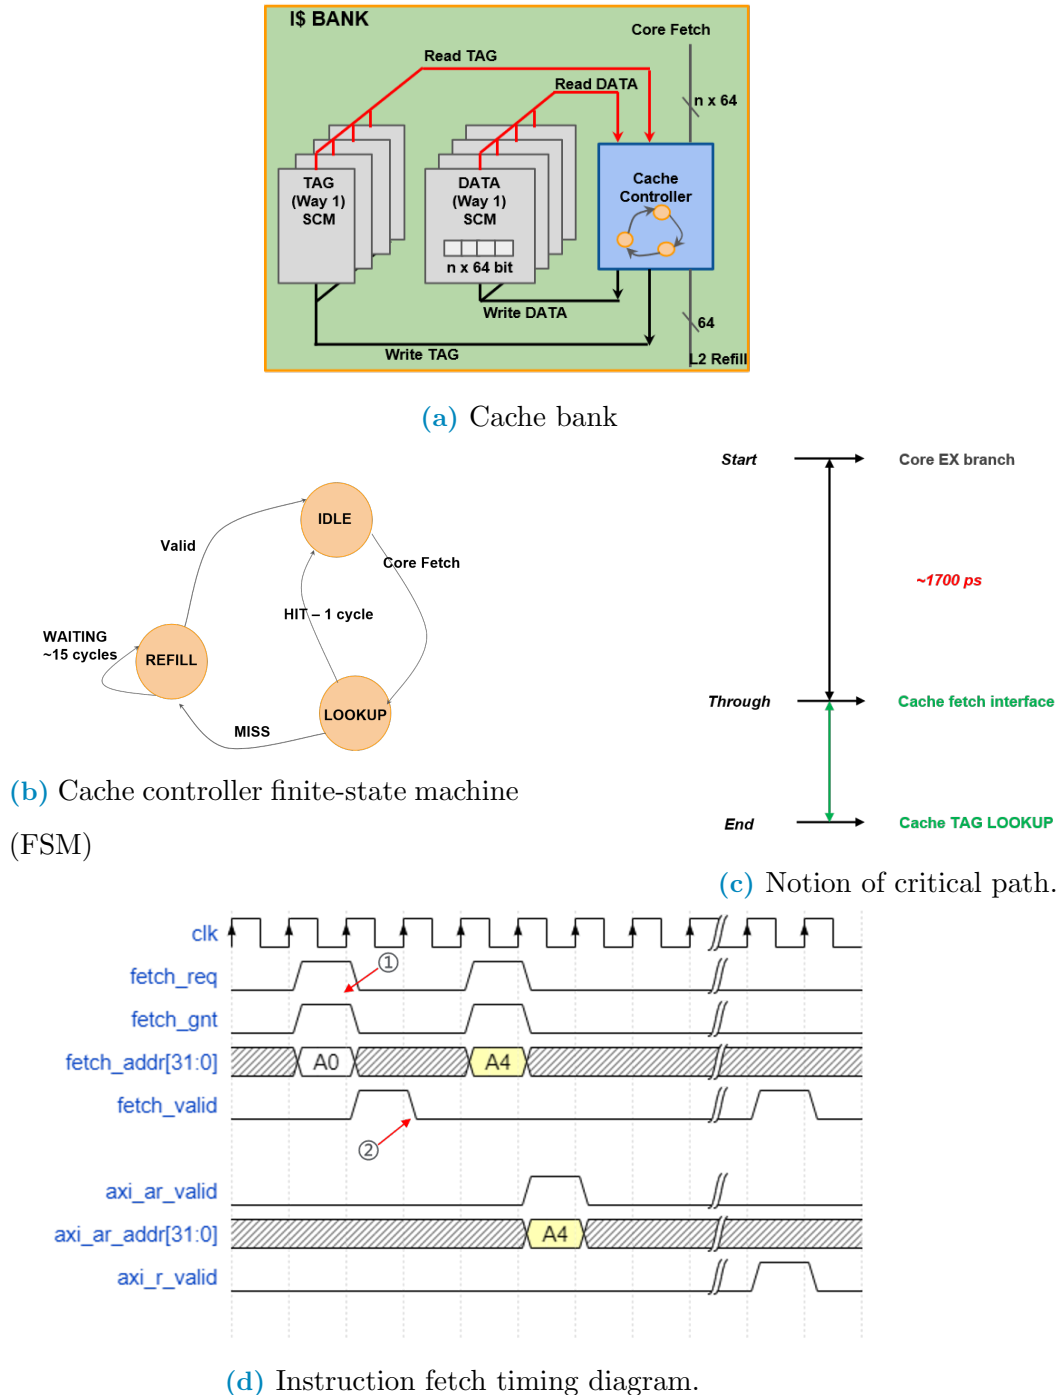 I$ BANK
Core Fetch
Read TAG
Read DATA
n x 64
TAG
(Way 1)
SCM
DATA
(Way 1)
SCM
n x 64 bit
Cache
Controller
Write DATA
64
Write TAG
L2 Refill
(a) Cache bank
IDLE
Valid
Core Fetch
HIT – 1 cycle
WAITING
~15 cycles
REFILL
LOOKUP
MISS
(b) Cache controller finite-state machine
(FSM)
Start
Core EX branch
~1700 ps
Through
Cache fetch interface
End
Cache TAG LOOKUP
(c) Notion of critical path.
clk
fetch_req
①
fetch_gnt
fetch_addr[31:0]
A0
A4
fetch_valid
②
axi_ar_valid
axi_ar_addr[31:0]
A4
axi_r_valid
(d) Instruction fetch timing diagram.